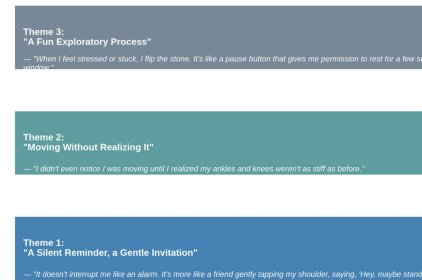 Theme 3:
"A Fun Exploratory Process"
— "When I feel stressed or stuck, I flip the stone. It's like a pause button that gives me permission to rest for a few
window."
Theme 2:
"Moving Without Realizing It"
— "I didn't even notice I was moving until I realized my ankles and knees weren't as stiff as before."
Theme 1:
"A Silent Reminder, a Gentle Invitation"
— "It doesn't interrupt me like an alarm. It's more like a friend gently tapping my shoulder, saying, 'Hey, maybe stand